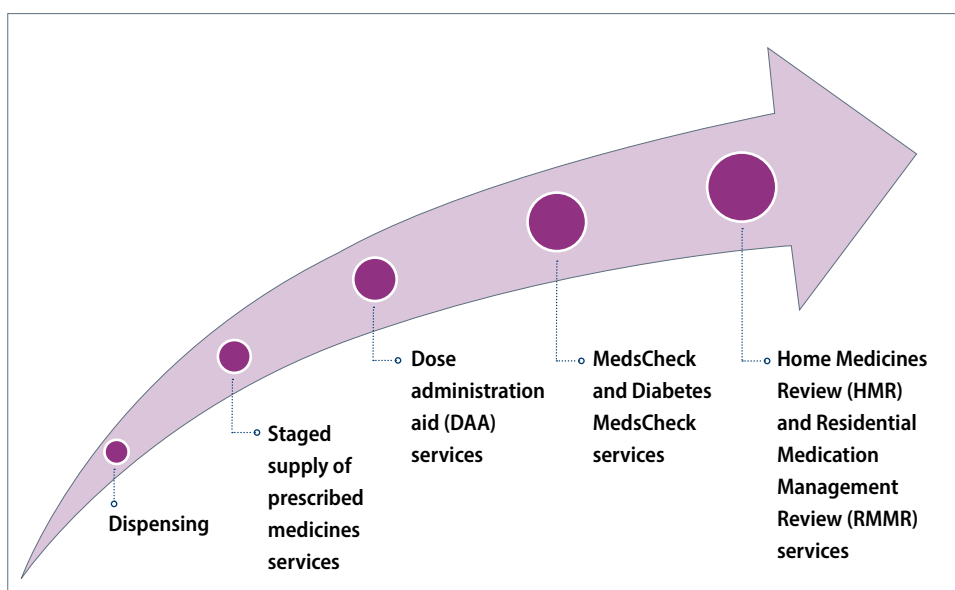 Dispensing
Staged
supply of
prescribed
medicines
services
Dose
administration
aid (DAA)
services
MedsCheck
and Diabetes
MedsCheck
services
Home Medicines
Review (HMR)
and Residential
Medication
Management
Review (RMMR)
services